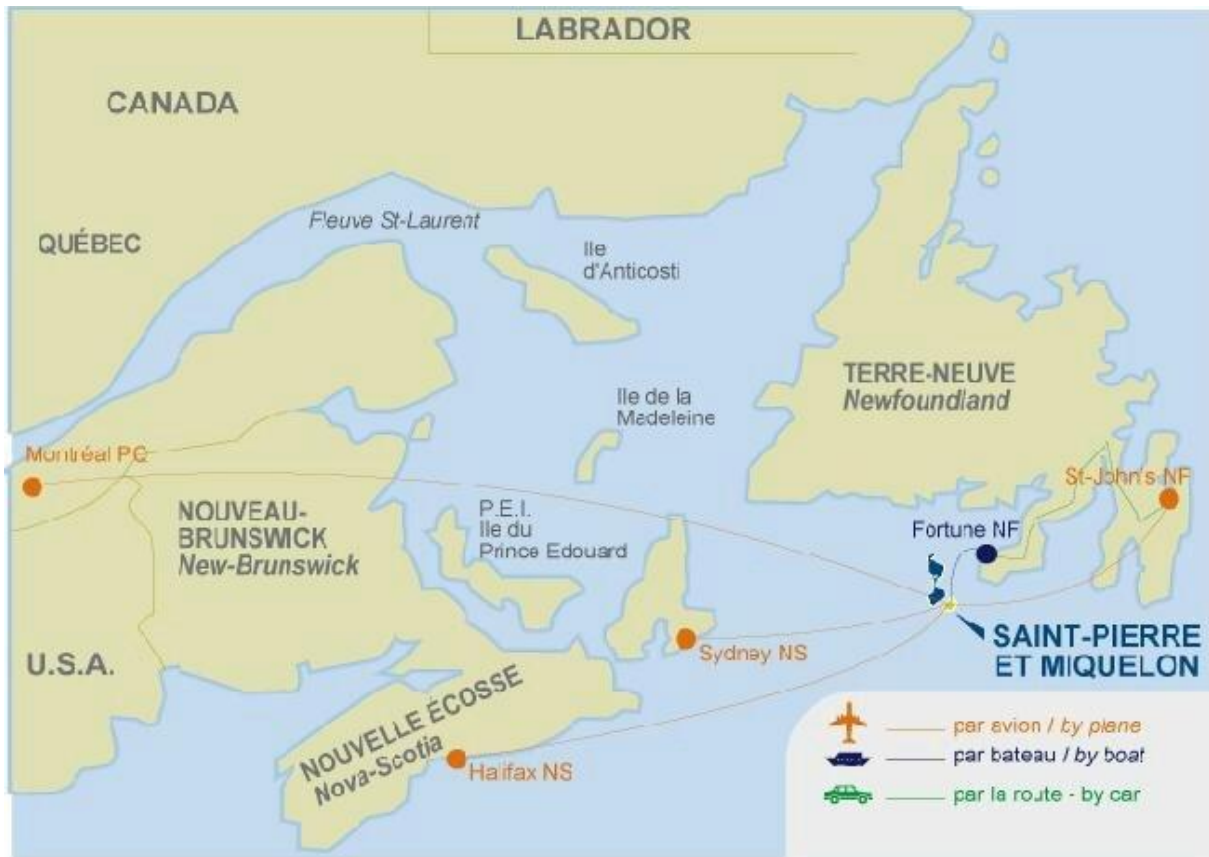 LABRADOR
CANADA
Fleuve St-Laurent
QUÉBEC
Ile
d'Anticosti
TERRE-NEUVE
Newfoundland
Ile de la
Madeleine
Montréal PQ
St-John's NF
NOUVEAU-
BRUNSWICK
New-Brunswick
P.E.I.
Ile du
Prince Edouard
Fortune NF
SAINT-PIERRE
ET MIQUELON
U.S.A.
Sydney NS
NOUVELLE ÉCOSSE
Nova-Scotia
Halifax NS
par avion / by plane
par bateau / by boat
par la route - by car